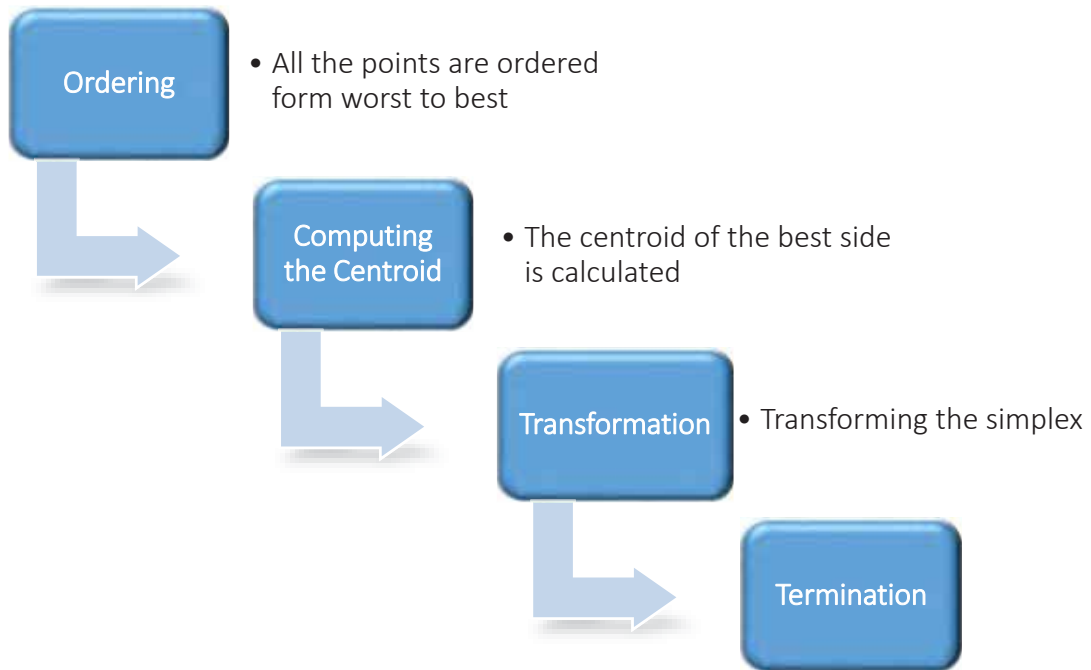 Ordering
• All the points are ordered
form worst to best
Computing
the Centroid
• The centroid of the best side
is calculated
Transformation
• Transforming the simplex
Termination